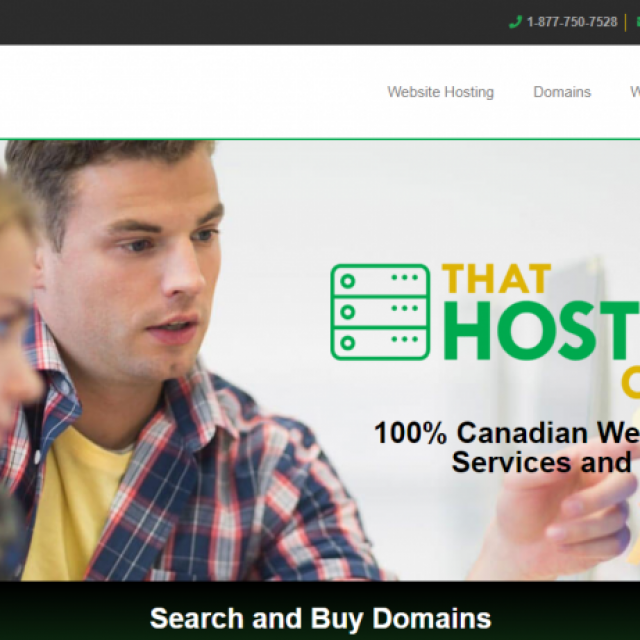 1-877-750-7528
Website Hosting Domains W
THAT
HOST
100% Canadian We
Services and
Search and Buy Domains